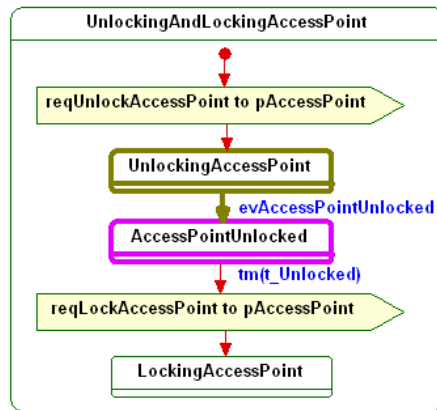 UnlockingAndLockingAccessPoint
reqUnlockAccessPoint to pAccessPoint
UnlockingAccessPoint
evAccessPointUnlocked
AccessPointUnlocked
tm(t_Unlocked)
reqLockAccessPoint to pAccessPoint
LockingAccessPoint